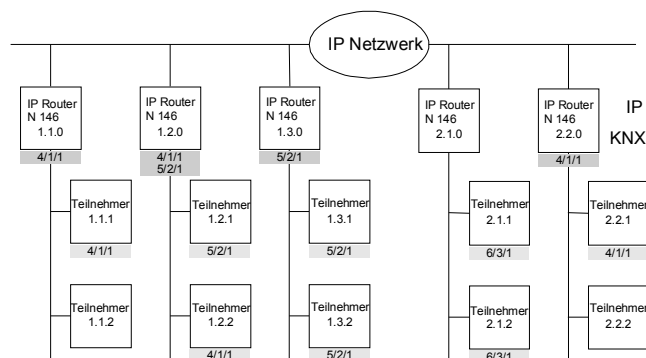 IP Netzwerk
IP Router
N 146
1.1.0
4/1/1
IP Router
N 146
1.2.0
4/1/1
5/2/1
IP Router
N 146
1.3.0
5/2/1
IP Router
N 146
2.1.0
IP Router
N 146
2.2.0
4/1/1
IP
KNX
Teilnehmer
1.1.1
4/1/1
Teilnehmer
1.2.1
5/2/1
Teilnehmer
1.3.1
5/2/1
Teilnehmer
2.1.1
6/3/1
Teilnehmer
2.2.1
4/1/1
Teilnehmer
1.1.2
Teilnehmer
1.2.2
4/1/1
Teilnehmer
1.3.2
5/2/1
Teilnehmer
2.1.2
6/3/1
Teilnehmer
2.2.2